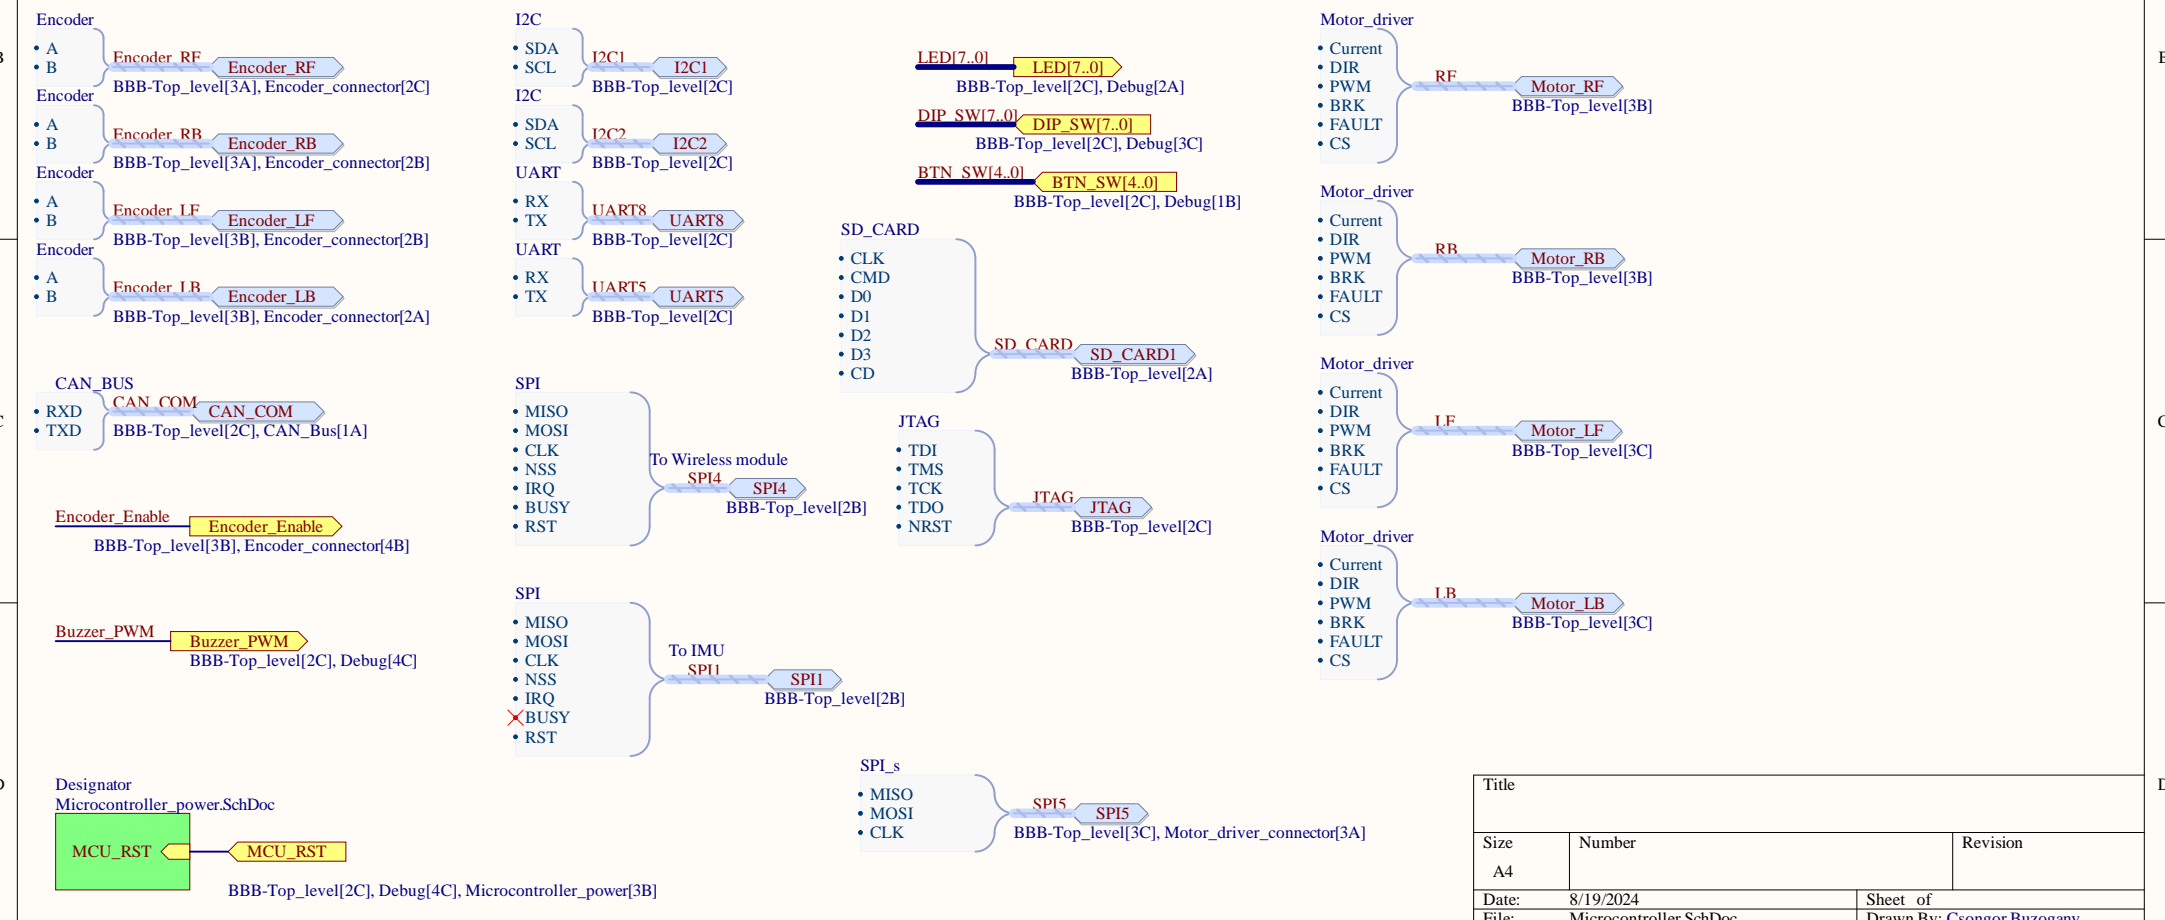 Encoder
A
B
Encoder_RF
Encoder_RF
BBB-Top_level[3A], Encoder_connector[2C]
Encoder
A
B
Encoder_RB
Encoder_RB
BBB-Top_level[3A], Encoder_connector[2B]
Encoder
A
B
Encoder_LF
Encoder_LF
BBB-Top_level[3B], Encoder_connector[2B]
Encoder
A
B
Encoder_LB
Encoder_LB
BBB-Top_level[3B], Encoder_connector[2A]
CAN_BUS
RXD
TXD
CAN_COM
CAN_COM
BBB-Top_level[2C], CAN_Bus[1A]
Encoder_Enable
Encoder_Enable
BBB-Top_level[3B], Encoder_connector[4B]
Buzzer_PWM
Buzzer_PWM
BBB-Top_level[2C], Debug[4C]
Designator
Microcontroller_power.SchDoc
MCU_RST
MCU_RST
BBB-Top_level[2C], Debug[4C], Microcontroller_power[3B]
I2C
SDA
SCL
I2C1
I2C1
BBB-Top_level[2C]
I2C
SDA
SCL
I2C2
I2C2
BBB-Top_level[2C]
UART
RX
TX
UART8
UART8
BBB-Top_level[2C]
UART
RX
TX
UART5
UART5
BBB-Top_level[2C]
SPI
MISO
MOSI
CLK
NSS
IRQ
BUSY
RST
To Wireless module
SPI4
SPI4
BBB-Top_level[2B]
SPI
MISO
MOSI
CLK
NSS
IRQ
BUSY
RST
To IMU
SPI1
SPI1
BBB-Top_level[2B]
LED[7..0]
LED[7..0]
BBB-Top_level[2C], Debug[2A]
DIP_SW[7..0]
DIP_SW[7..0]
BBB-Top_level[2C], Debug[3C]
BTN_SW[4..0]
BTN_SW[4..0]
BBB-Top_level[2C], Debug[1B]
SD_CARD
CLK
CMD
D0
D1
D2
D3
CD
SD_CARD
SD_CARD1
BBB-Top_level[2A]
JTAG
TDI
TMS
TCK
TDO
NRST
JTAG
JTAG
BBB-Top_level[2C]
SPI_s
MISO
MOSI
CLK
SPI5
SPI5
BBB-Top_level[3C], Motor_driver_connector[3A]
Motor_driver
Current
DIR
PWM
BRK
FAULT
CS
RF
Motor_RF
BBB-Top_level[3B]
Motor_driver
Current
DIR
PWM
BRK
FAULT
CS
RB
Motor_RB
BBB-Top_level[3B]
Motor_driver
Current
DIR
PWM
BRK
FAULT
CS
LF
Motor_LF
BBB-Top_level[3C]
Motor_driver
Current
DIR
PWM
BRK
FAULT
CS
LB
Motor_LB
BBB-Top_level[3C]
Title
Size
Number
Revision
A4
Date:
8/19/2024
Sheet of
File:
Microcontroller.SchDoc
Drawn By: Csongor Buzogany